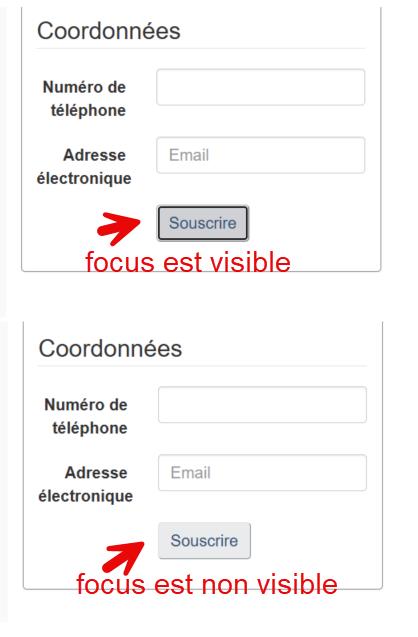 Coordonnées
Numéro de
téléphone
Adresse
électronique
Email
Souscrire
focus est visible
Coordonnées
Numéro de
téléphone
Adresse
électronique
Email
Souscrire
focus est non visible